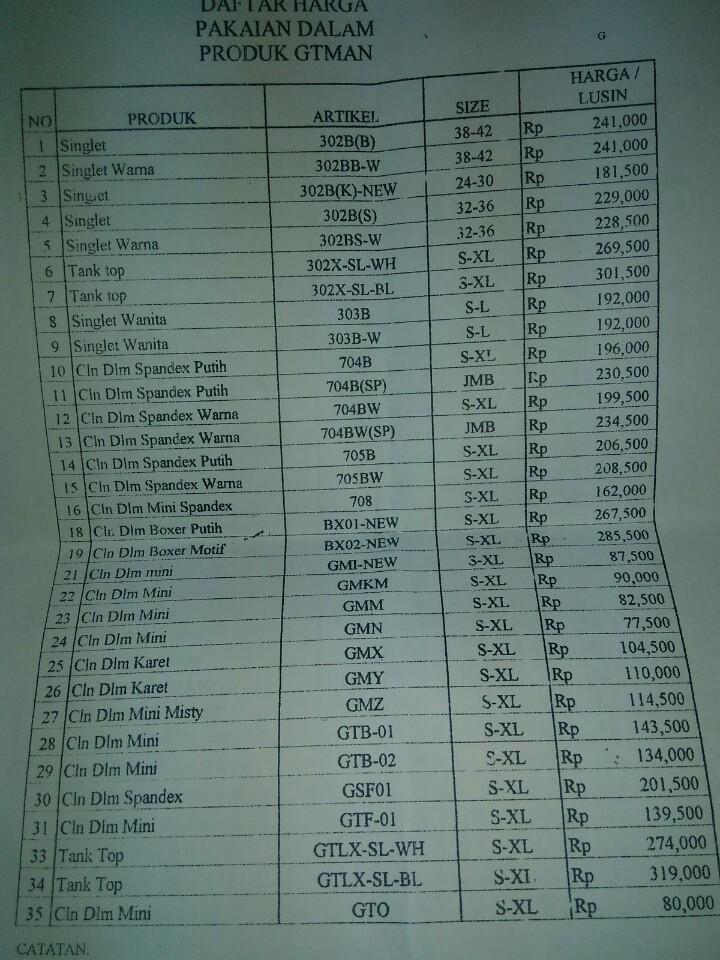 DAFTAR HARGA
PAKAIAN DALAM
PRODUK GTMAN
G
NO PRODUK ARTIKEL SIZE HARGA / LUSIN
1 Singlet 302B(B) 38-42 Rp 241,000
2 Singlet Warna 302BB-W 38-42 Rp 241,000
3 Singlet 302B(K)-NEW 24-30 Rp 181,500
4 Singlet 302B(S) 32-36 Rp 229,000
5 Singlet Warna 302BS-W 32-36 Rp 228,500
6 Tank top 302X-SL-WH S-XL Rp 269,500
7 Tank top 302X-SL-BL S-XL Rp 301,500
8 Singlet Wanita 303B S-L Rp 192,000
9 Singlet Wanita 303B-W S-L Rp 192,000
10 Cln Dlm Spandex Putih 704B S-XL Rp 196,000
11 Cln Dlm Spandex Putih 704B(SP) JMB Rp 230,500
12 Cln Dlm Spandex Warna 704BW S-XL Rp 199,500
13 Cln Dlm Spandex Warna 704BW(SP) JMB Rp 234,500
14 Cln Dlm Spandex Putih 705B S-XL Rp 206,500
15 Cln Dlm Spandex Warna 705BW S-XL Rp 208,500
16 Cln Dlm Mini Spandex 708 S-XL Rp 162,000
18 Cln Dlm Boxer Putih BX01-NEW S-XL Rp 267,500
19 Cln Dlm Boxer Motif BX02-NEW S-XL Rp 285,500
21 Cln Dlm mini GMI-NEW S-XL Rp 87,500
22 Cln Dlm Mini GMKM S-XL Rp 90,000
23 Cln Dlm Mini GMM S-XL Rp 82,500
24 Cln Dlm Mini GMN S-XL Rp 77,500
25 Cln Dlm Karet GMX S-XL Rp 104,500
26 Cln Dlm Karet GMY S-XL Rp 110,000
27 Cln Dlm Mini Misty GMZ S-XL Rp 114,500
28 Cln Dlm Mini GTB-01 S-XL Rp 143,500
29 Cln Dlm Mini GTB-02 S-XL Rp 134,000
30 Cln Dlm Spandex GSF01 S-XL Rp 201,500
31 Cln Dlm Mini GTF-01 S-XL Rp 139,500
33 Tank Top GTLX-SL-WH S-XL Rp 274,000
34 Tank Top GTLX-SL-BL S-XL Rp 319,000
35 Cln Dlm Mini GTO S-XL Rp 80,000
CATATAN: